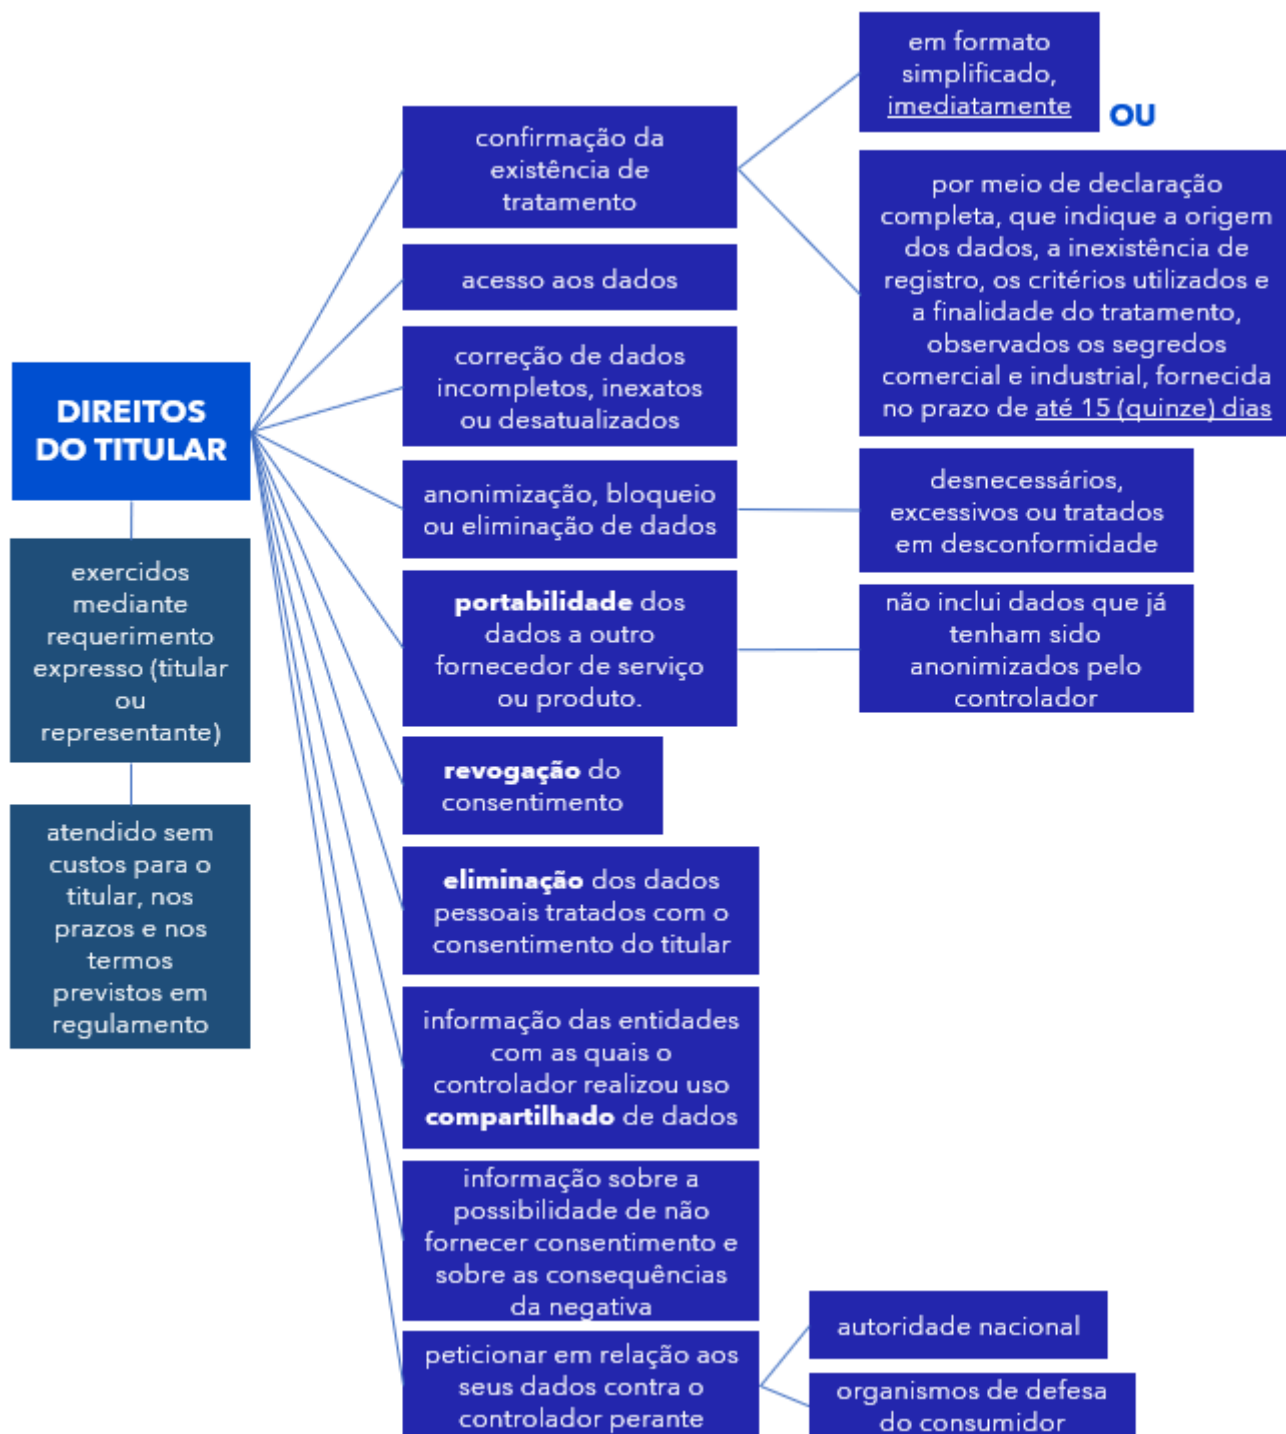 DIREITOS
DO TITULAR
exercidos
mediante
requerimento
expresso (titular
ou
representante)
atendido sem
custos para o
titular, nos
prazos e nos
termos
previstos em
regulamento
confirmação da
existência de
tratamento
em formato
simplificado,
imediatamente
OU
por meio de declaração
completa, que indique a origem
dos dados, a inexistência de
registro, os critérios utilizados e
a finalidade do tratamento,
observados os segredos
comercial e industrial, fornecida
no prazo de até 15 (quinze) dias
acesso aos dados
correção de dados
incompletos, inexatos
ou desatualizados
anonimização, bloqueio
ou eliminação de dados
desnecessários,
excessivos ou tratados
em desconformidade
portabilidade dos
dados a outro
fornecedor de serviço
ou produto.
não inclui dados que já
tenham sido
anonimizados pelo
controlador
revogação do
consentimento
eliminação dos dados
pessoais tratados com o
consentimento do titular
informação das entidades
com as quais o
controlador realizou uso
compartilhado de dados
informação sobre a
possibilidade de não
fornecer consentimento e
sobre as consequências
da negativa
peticionar em relação aos
seus dados contra o
controlador perante
autoridade nacional
organismos de defesa
do consumidor